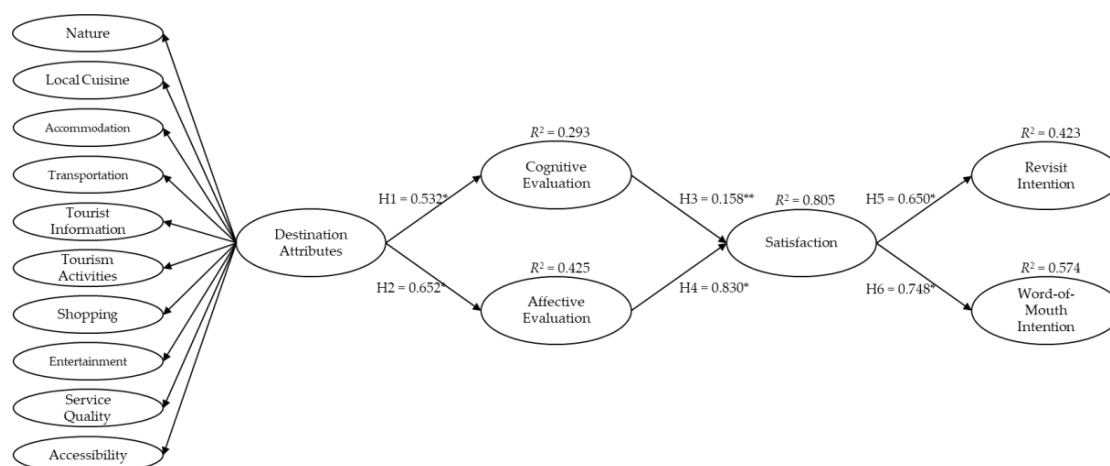 Nature
Local Cuisine
Accommodation
Transportation
Tourist
Information
Tourism
Activities
Shopping
Entertainment
Service
Quality
Accessibility
Destination
Attributes
H1 = 0.532*
H2 = 0.652*
R² = 0.293
Cognitive
Evaluation
R² = 0.425
Affective
Evaluation
H3 = 0.158**
H4 = 0.830*
R² = 0.805
Satisfaction
H5 = 0.650*
H6 = 0.748*
R² = 0.423
Revisit
Intention
R² = 0.574
Word-of-
Mouth
Intention